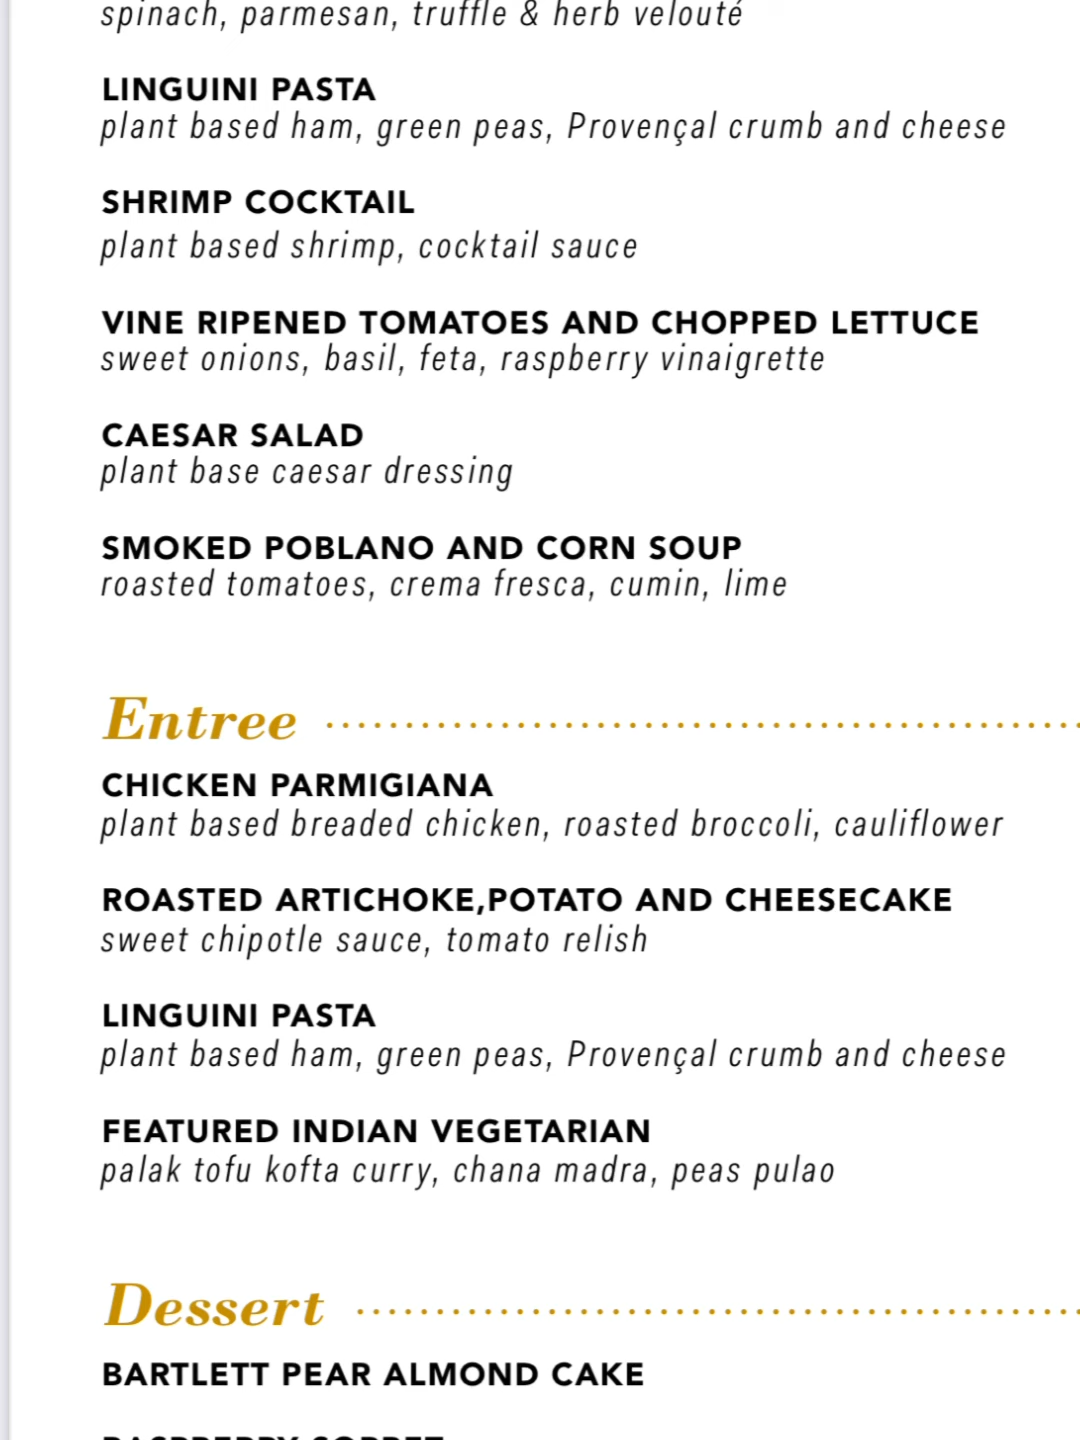 spinach, parmesan, truffle & herb velouté
LINGUINI PASTA
plant based ham, green peas, Provençal crumb and cheese
SHRIMP COCKTAIL
plant based shrimp, cocktail sauce
VINE RIPENED TOMATOES AND CHOPPED LETTUCE
sweet onions, basil, feta, raspberry vinaigrette
CAESAR SALAD
plant base caesar dressing
SMOKED POBLANO AND CORN SOUP
roasted tomatoes, crema fresca, cumin, lime
Entree
CHICKEN PARMIGIANA
plant based breaded chicken, roasted broccoli, cauliflower
ROASTED ARTICHOKE,POTATO AND CHEESECAKE
sweet chipotle sauce, tomato relish
LINGUINI PASTA
plant based ham, green peas, Provençal crumb and cheese
FEATURED INDIAN VEGETARIAN
palak tofu kofta curry, chana madra, peas pulao
Dessert
BARTLETT PEAR ALMOND CAKE
RASPBERRY SORBET